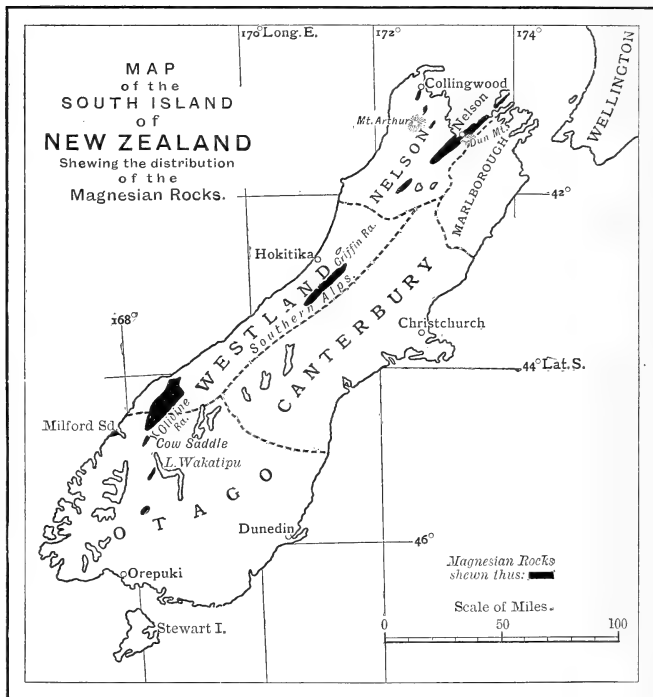 170° Long.E.
172°
174°
MAP
of the
SOUTH ISLAND
of
NEW ZEALAND
Shewing the distribution
of the
Magnesian Rocks.
WELLINGTON
Collingwood
Nelson
Mt. Arthur
Dun Mt.
NELSON
MARLBOROUGH
42°
Hokitika
Griffin Ra.
WESTLAND
Southern Alps.
CANTERBURY
Christchurch
168°
44° Lat.S.
Milford Sd.
Olivine
Ra.
Cow Saddle
L. Wakatipu
OTAGO
Dunedin
46°
Orepuki
Stewart I.
Magnesian Rocks
shewn thus:
Scale of Miles.
0 50 100